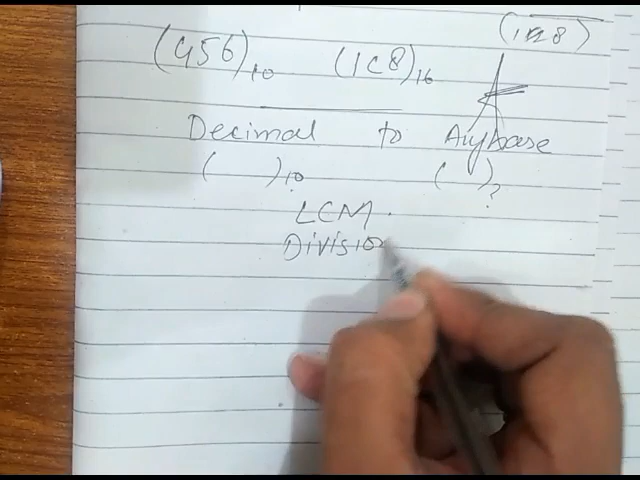 (1C8)
(456)10 (1C8)16
Decimal to Anybase
( )10 ( )?
LCM.
Division